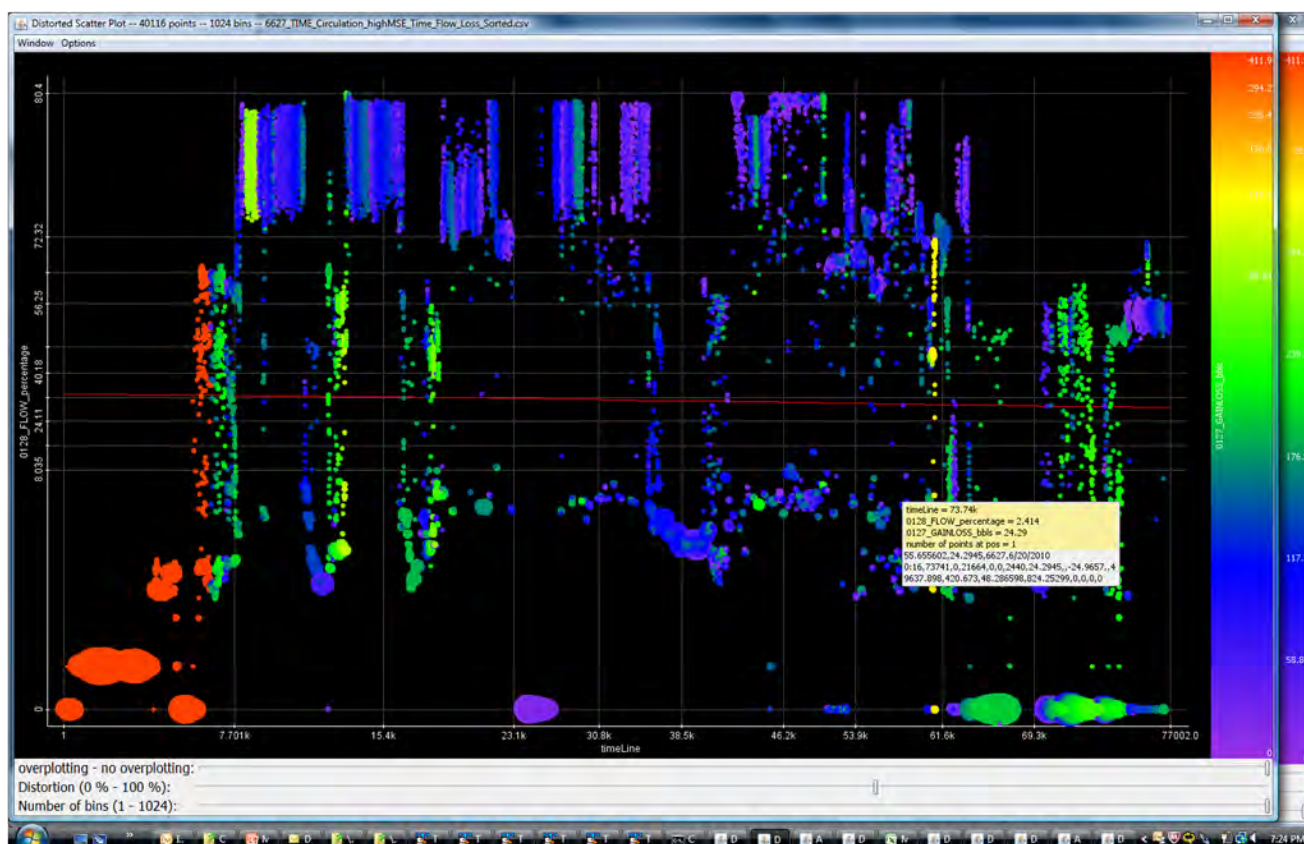 Distorted Scatter Plot -- 40116 points -- 1024 bins -- 6627_TIME_Circulation_highMSE_Time_Flow_Loss_Sorted.csv
Window Options
80.4
72.32
56.25
40.18
24.11
8.035
0
0128_FLOW_percentage
1 7.701k 15.4k 23.1k 30.8k 38.5k 46.2k 53.9k 61.6k 69.3k 77002.0
timeLine
timeLine = 73.74k
0128_FLOW_percentage = 2.414
0127_GAINLOSS_bbls = 24.29
number of points at pos = 1
55.655602,24.2945,6627,6/20/2010
0:16,73741,0,21664,0,0,2440,24.2945,,-24.9657,,4
9637.898,420.673,48.286598,824.25299,0,0,0,0
411.9
294.2
0
0127_GAINLOSS_bbls
411.
239.
176.
58.8
overplotting - no overplotting:
Distortion (0 % - 100 %):
Number of bins (1 - 1024):
7:24 PM